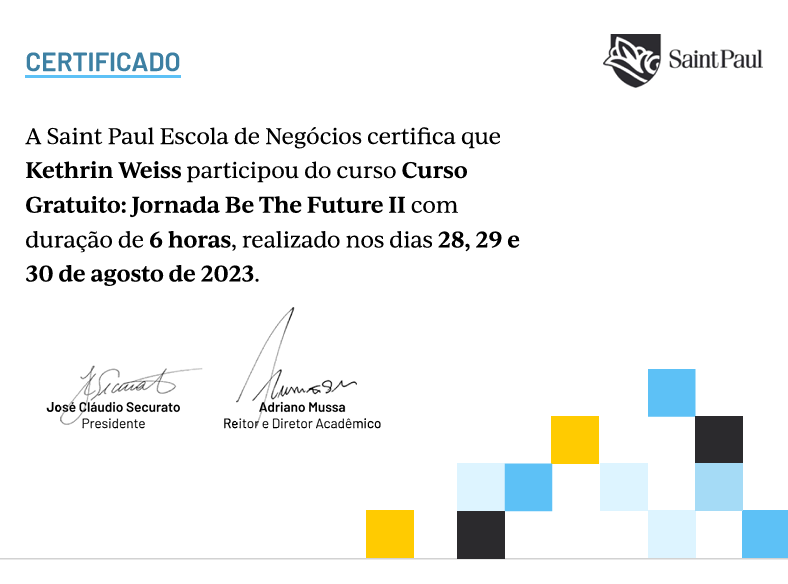 CERTIFICADO
Saint Paul
A Saint Paul Escola de Negócios certifica que
Kethrin Weiss participou do curso Curso
Gratuito: Jornada Be The Future II com
duração de 6 horas, realizado nos dias 28, 29 e
30 de agosto de 2023.
José Cláudio Securato
Presidente
Adriano Mussa
Reitor e Diretor Acadêmico